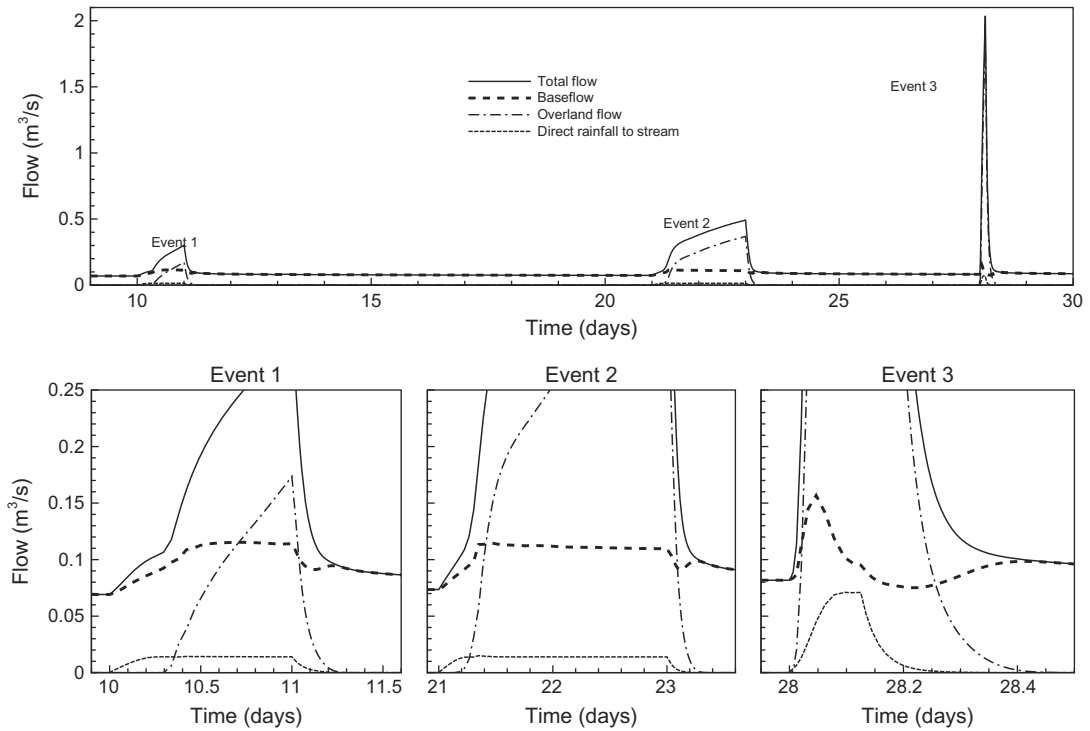 2
1.5
1
0.5
0
Flow (m³/s)
Total flow
Baseflow
Overland flow
Direct rainfall to stream
Event 1
Event 2
Event 3
10
15
20
25
30
Time (days)
Event 1
Event 2
Event 3
0.25
0.2
0.15
0.1
0.05
0
Flow (m³/s)
10
10.5
11
11.5
21
22
23
28
28.2
28.4
Time (days)
Time (days)
Time (days)